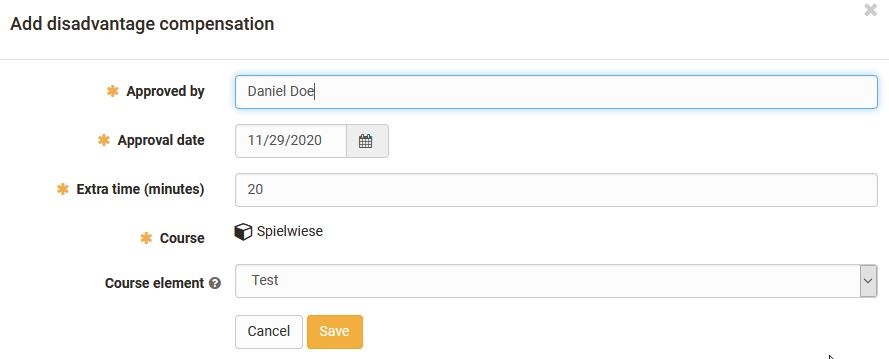 Add disadvantage compensation
Approved by Daniel Doe
Approval date 11/29/2020
Extra time (minutes) 20
Course Spielwiese
Course element Test
Cancel Save